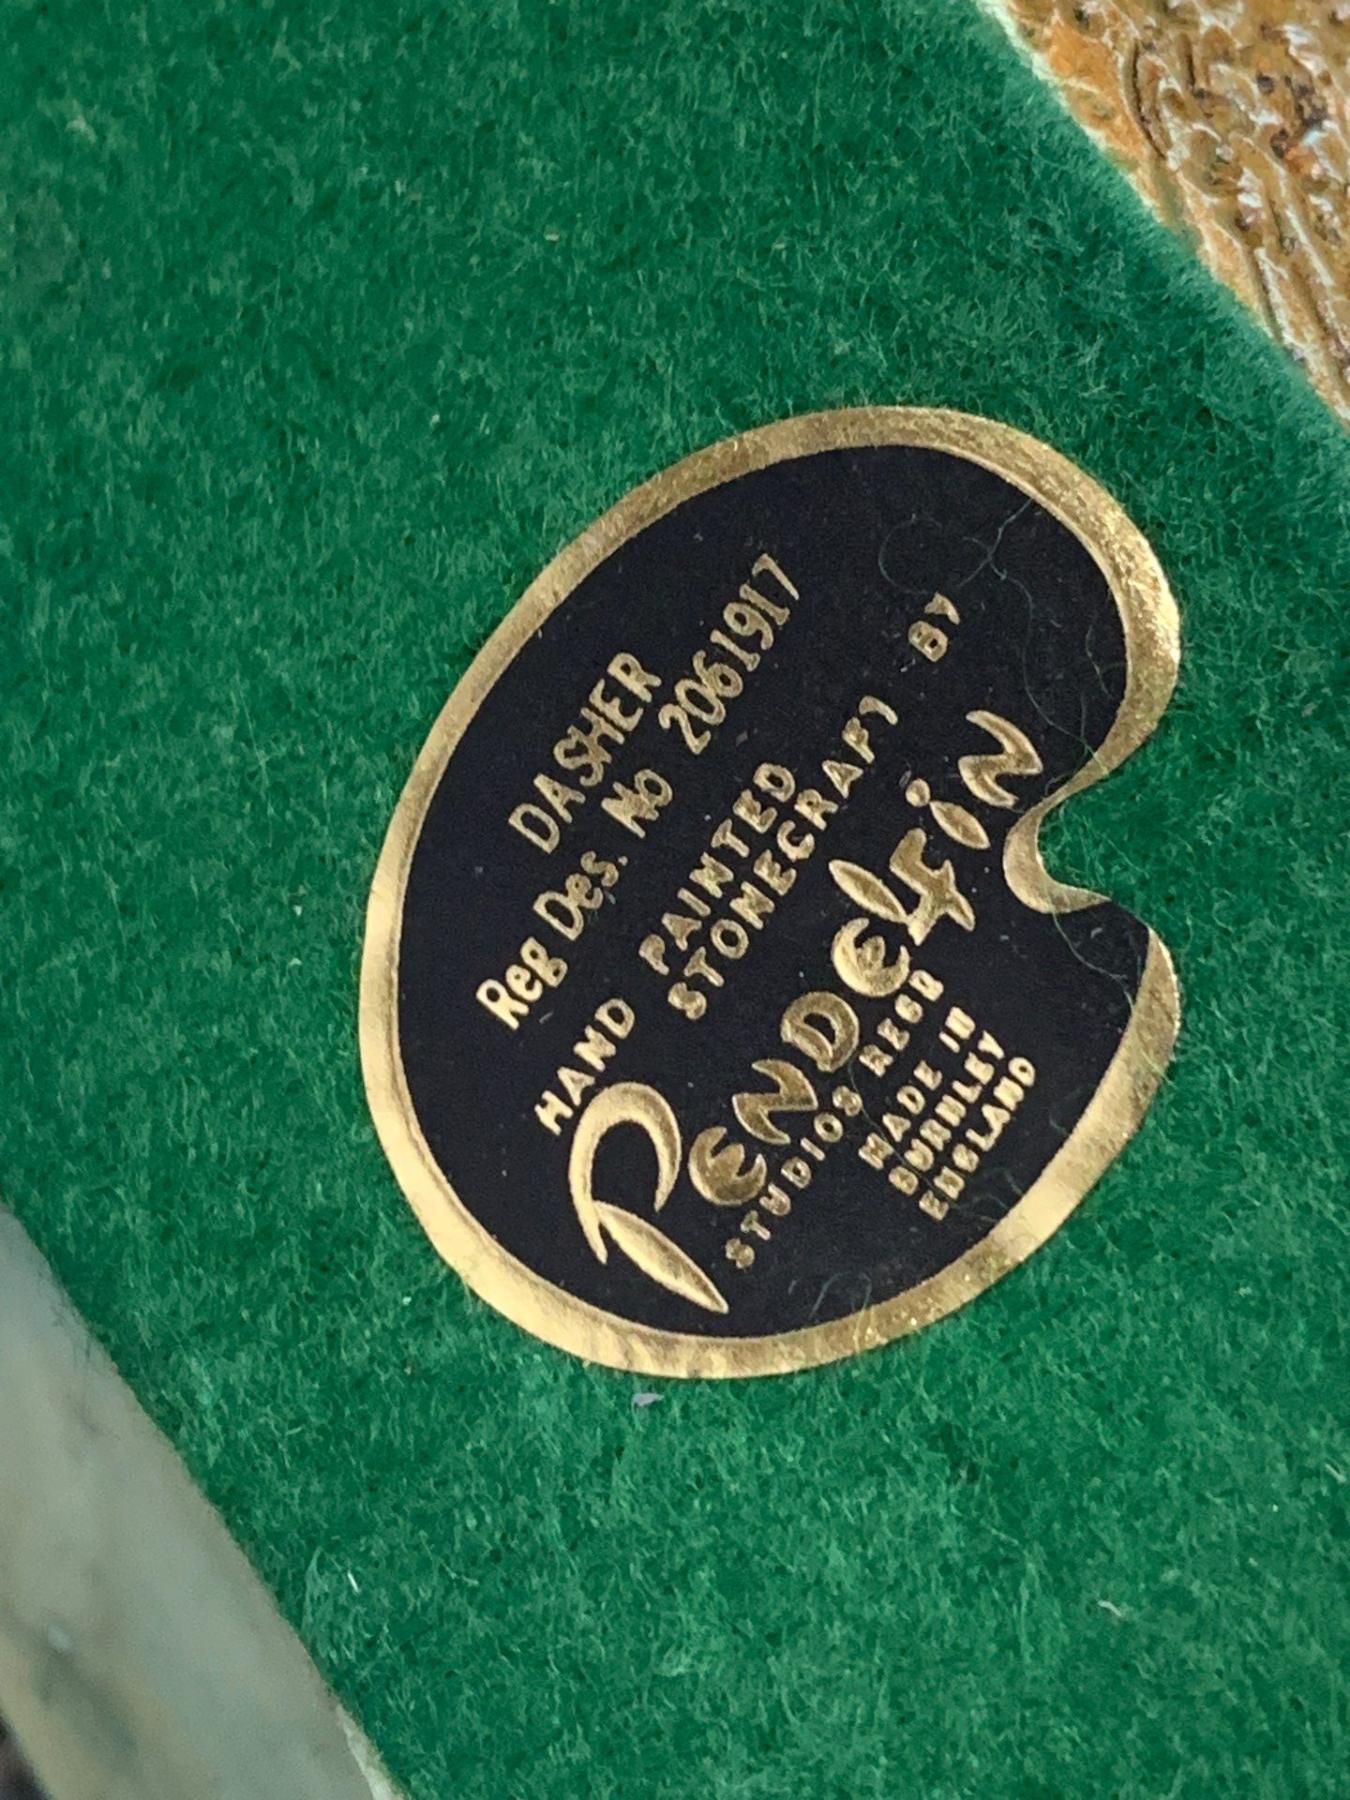 DASHER
Reg Des. No 2061917
HAND PAINTED
STONECRAFT BY
PENDELFIN
STUDIOS REGD
MADE IN
BURNLEY
ENGLAND